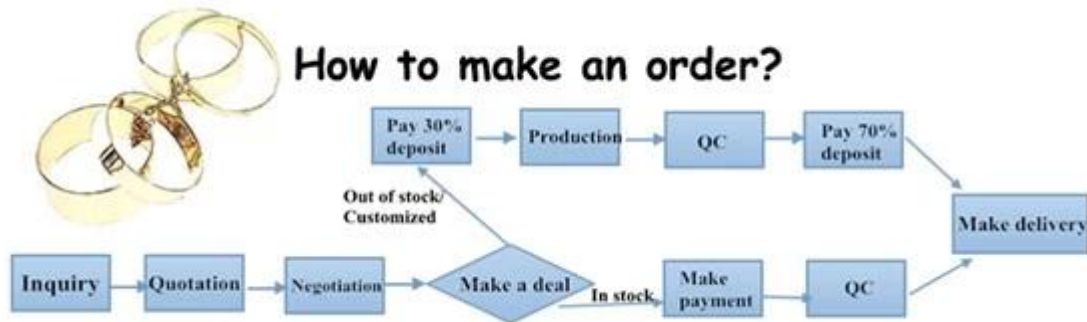 How to make an order?
Pay 30%
deposit
Production
QC
Pay 70%
deposit
Out of stock/
Customized
Make delivery
Inquiry
Quotation
Negotiation
Make a deal
In stock
Make
payment
QC